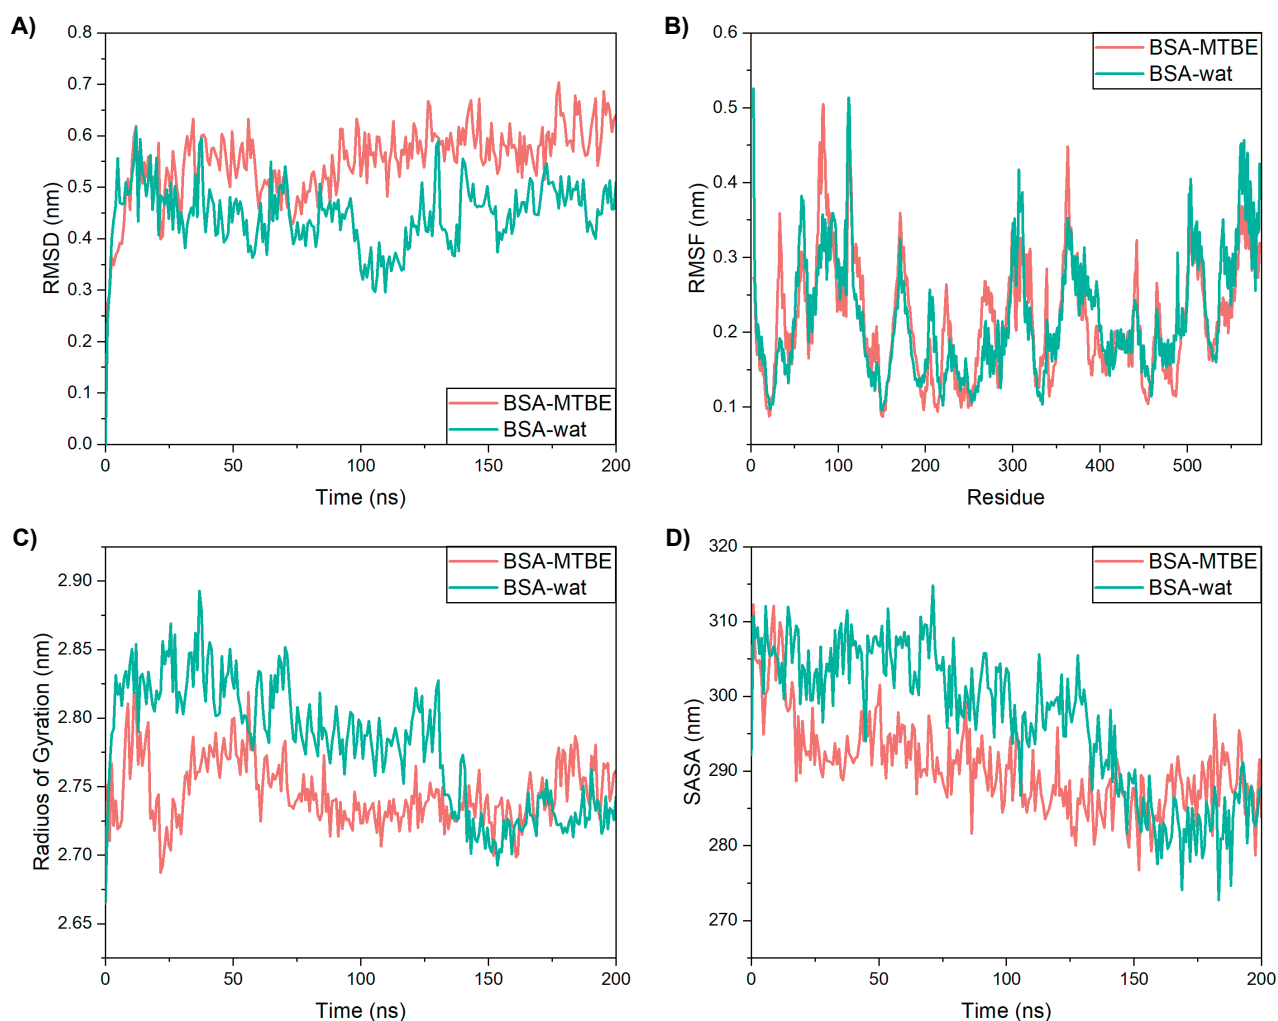 A)
0.8
0.7
0.6
0.5
0.4
0.3
0.2
0.1
0.0
RMSD (nm)
BSA-MTBE
BSA-wat
0 50 100 150 200
Time (ns)
B)
0.6
0.5
0.4
0.3
0.2
0.1
RMSF (nm)
BSA-MTBE
BSA-wat
0 100 200 300 400 500
Residue
C)
2.90
2.85
2.80
2.75
2.70
2.65
Radiuos of Gyration (nm)
BSA-MTBE
BSA-wat
0 50 100 150 200
Time (ns)
D)
320
310
300
290
280
270
SASA (nm)
BSA-MTBE
BSA-wat
0 50 100 150 200
Time (ns)